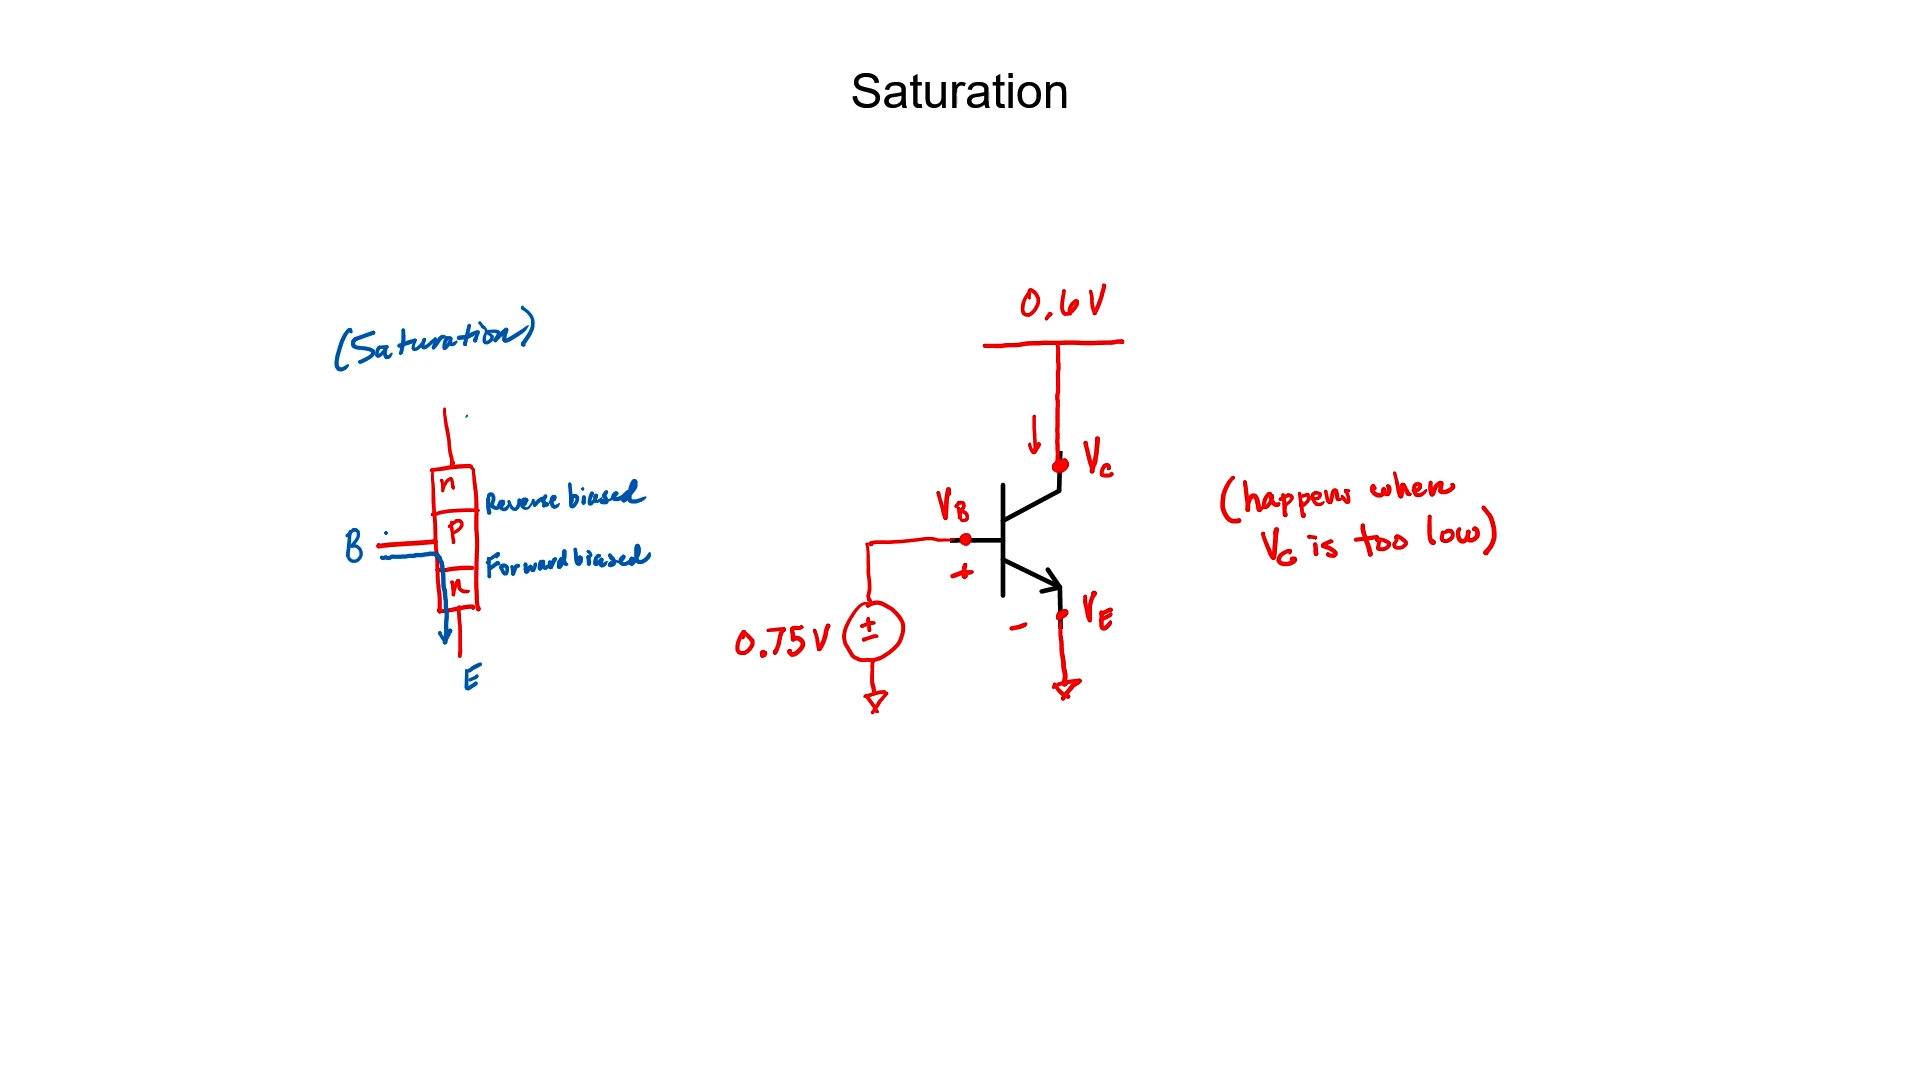 Saturation
(Saturation)
n
Reverse biased
P
B
Forward biased
n
E
0.6V
↓
Vc
VB
+
VE
-
0.75V
±
(happens when
Vc is too low)